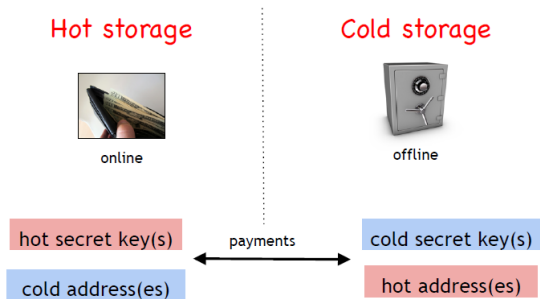 Hot storage
Cold storage
online
offline
hot secret key(s)
payments
cold secret key(s)
cold address(es)
hot address(es)